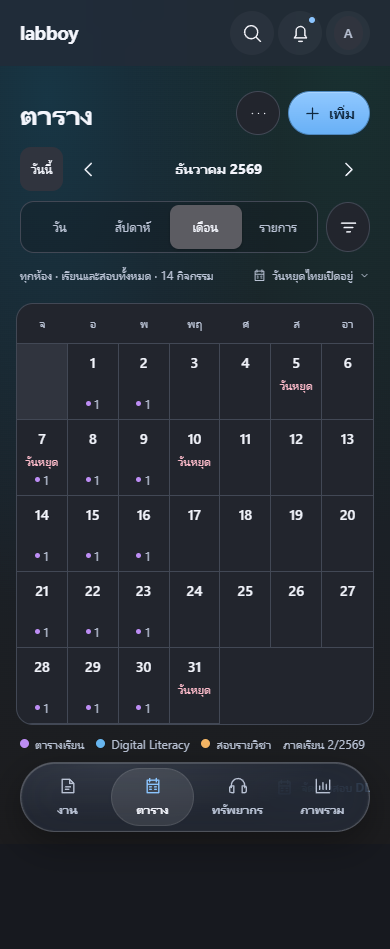 labboy
A
ตาราง
...
+ เพิ่ม
วันนี้
ธันวาคม 2569
วัน สัปดาห์ เดือน รายการ
ทุกห้อง · เรียนและสอบทั้งหมด · 14 กิจกรรม
วันหยุดไทยเปิดอยู่
จ อ พ พฤ ศ ส อา
1 2 3 4 5 6
วันหยุด
1 1
7 8 9 10 11 12 13
วันหยุด วันหยุด
1 1 1
14 15 16 17 18 19 20
1 1 1
21 22 23 24 25 26 27
1 1 1
28 29 30 31
วันหยุด
1 1 1
ตารางเรียน Digital Literacy สอบรายวิชา ภาคเรียน 2/2569
งาน ตาราง ทรัพยากร ภาพรวม